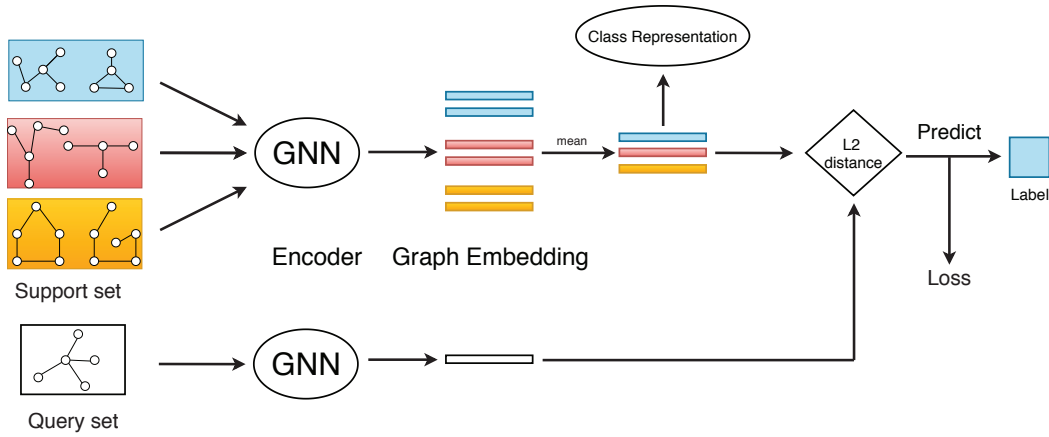 Class Representation
GNN
mean
L2
distance
Predict
Label
Encoder
Graph Embedding
Loss
Support set
GNN
Query set